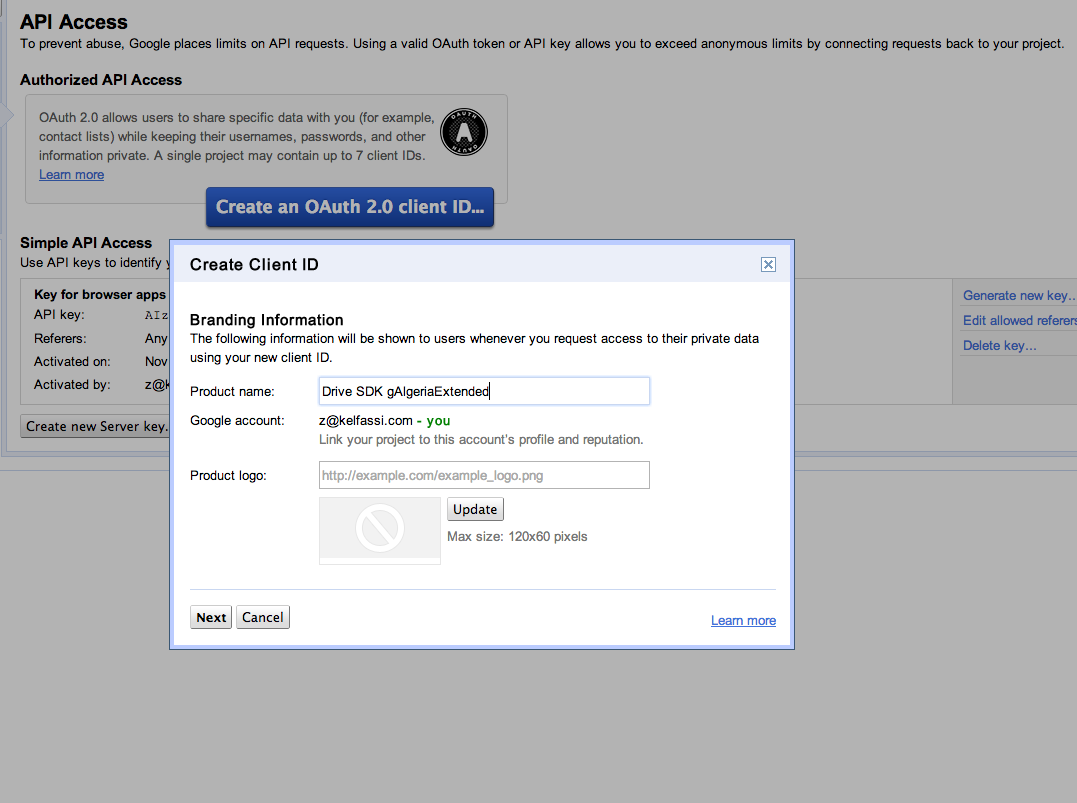 API Access
To prevent abuse, Google places limits on API requests. Using a valid OAuth token or API key allows you to exceed anonymous limits by connecting requests back to your project.
Authorized API Access
OAuth 2.0 allows users to share specific data with you (for example,
contact lists) while keeping their usernames, passwords, and other
information private. A single project may contain up to 7 client IDs.
Learn more
OAUTH
A
OAUTH
Create an OAuth 2.0 client ID...
Simple API Access
Use API keys to identify y
Key for browser apps
API key: AIz
Referers: Any
Activated on: Nov
Activated by: z@k
Generate new key...
Edit allowed referers
Delete key...
Create new Server key.
Create Client ID
Branding Information
The following information will be shown to users whenever you request access to their private data
using your new client ID.
Product name: Drive SDK gAlgeriaExtended
Google account: z@kelfassi.com - you
Link your project to this account's profile and reputation.
Product logo: http://example.com/example_logo.png
Update
Max size: 120x60 pixels
Next Cancel
Learn more